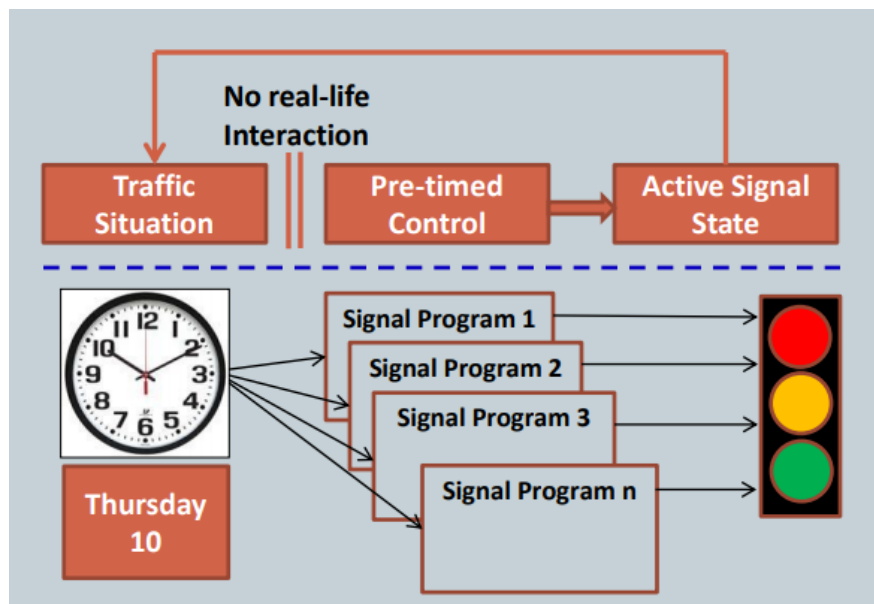 No real-life
Interaction
Traffic
Situation
Pre-timed
Control
Active Signal
State
12
1
2
3
4
5
6
7
8
9
10
11
Signal Program 1
Signal Program 2
Signal Program 3
Signal Program n
Thursday
10